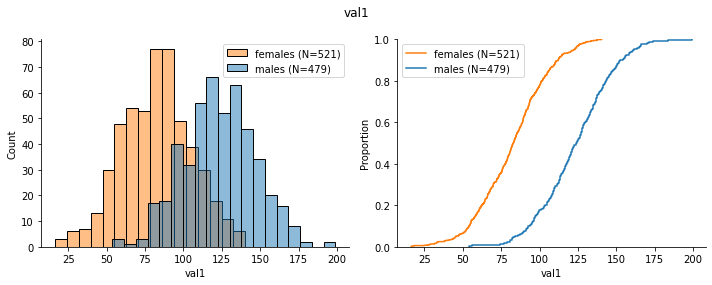 val1
females (N=521)
males (N=479)
Count
80
70
60
50
40
30
20
10
0
25 50 75 100 125 150 175 200
val1
females (N=521)
males (N=479)
Proportion
1.0
0.8
0.6
0.4
0.2
0.0
25 50 75 100 125 150 175 200
val1